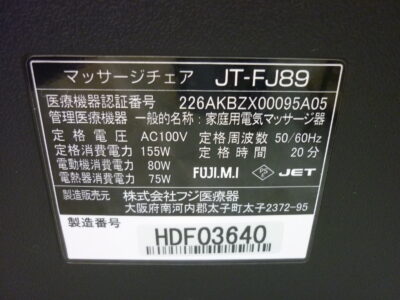 マッサージチェア JT-FJ89
医療機器認証番号 226AKBZX00095A05
管理医療機器 一般的名称：家庭用電気マッサージ器
定格電圧 AC100V 定格周波数 50/60Hz
定格消費電力 155W 定格時間 20分
電動機消費電力 80W
電熱器消費電力 75W FUJI.M.I PS JET
製造販売元 株式会社フジ医療器
大阪府南河内郡太子町太子2372-95
製造番号
HDF03640